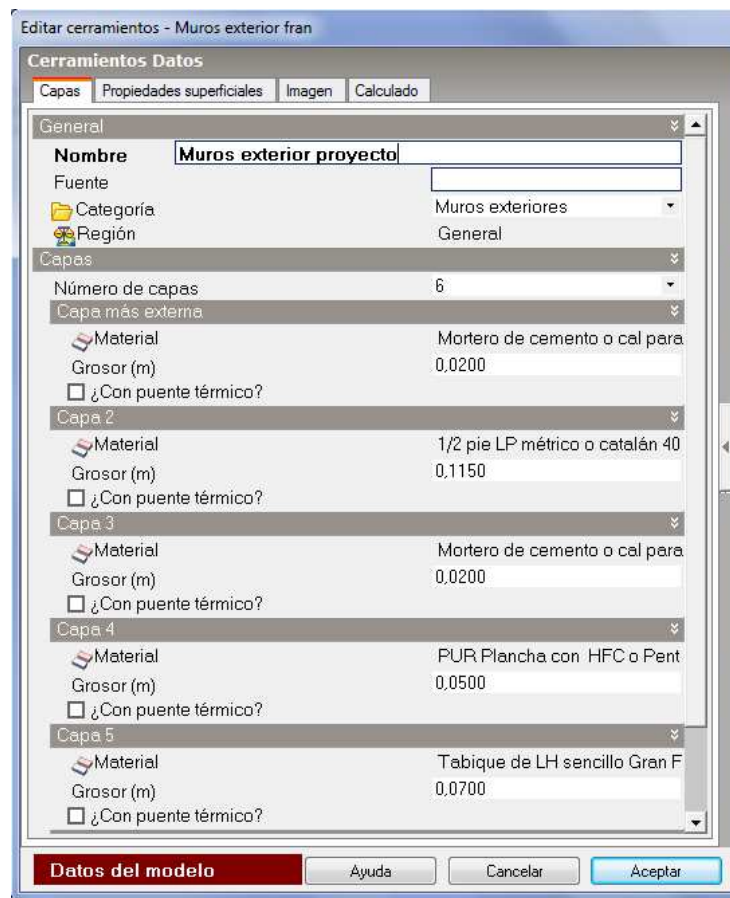 Editar cerramientos - Muros exterior fran
Cerramientos Datos
Capas Propiedades superficiales Imagen Calculado
General
Nombre Muros exterior proyecto
Fuente
Categoría Muros exteriores
Región General
Capas
Número de capas 6
Capa más externa
Material Mortero de cemento o cal para
Grosor (m) 0,0200
¿Con puente térmico?
Capa 2
Material 1/2 pie LP métrico o catalán 40
Grosor (m) 0,1150
¿Con puente térmico?
Capa 3
Material Mortero de cemento o cal para
Grosor (m) 0,0200
¿Con puente térmico?
Capa 4
Material PUR Plancha con HFC o Pent
Grosor (m) 0,0500
¿Con puente térmico?
Capa 5
Material Tabique de LH sencillo Gran F
Grosor (m) 0,0700
¿Con puente térmico?
Datos del modelo Ayuda Cancelar Aceptar